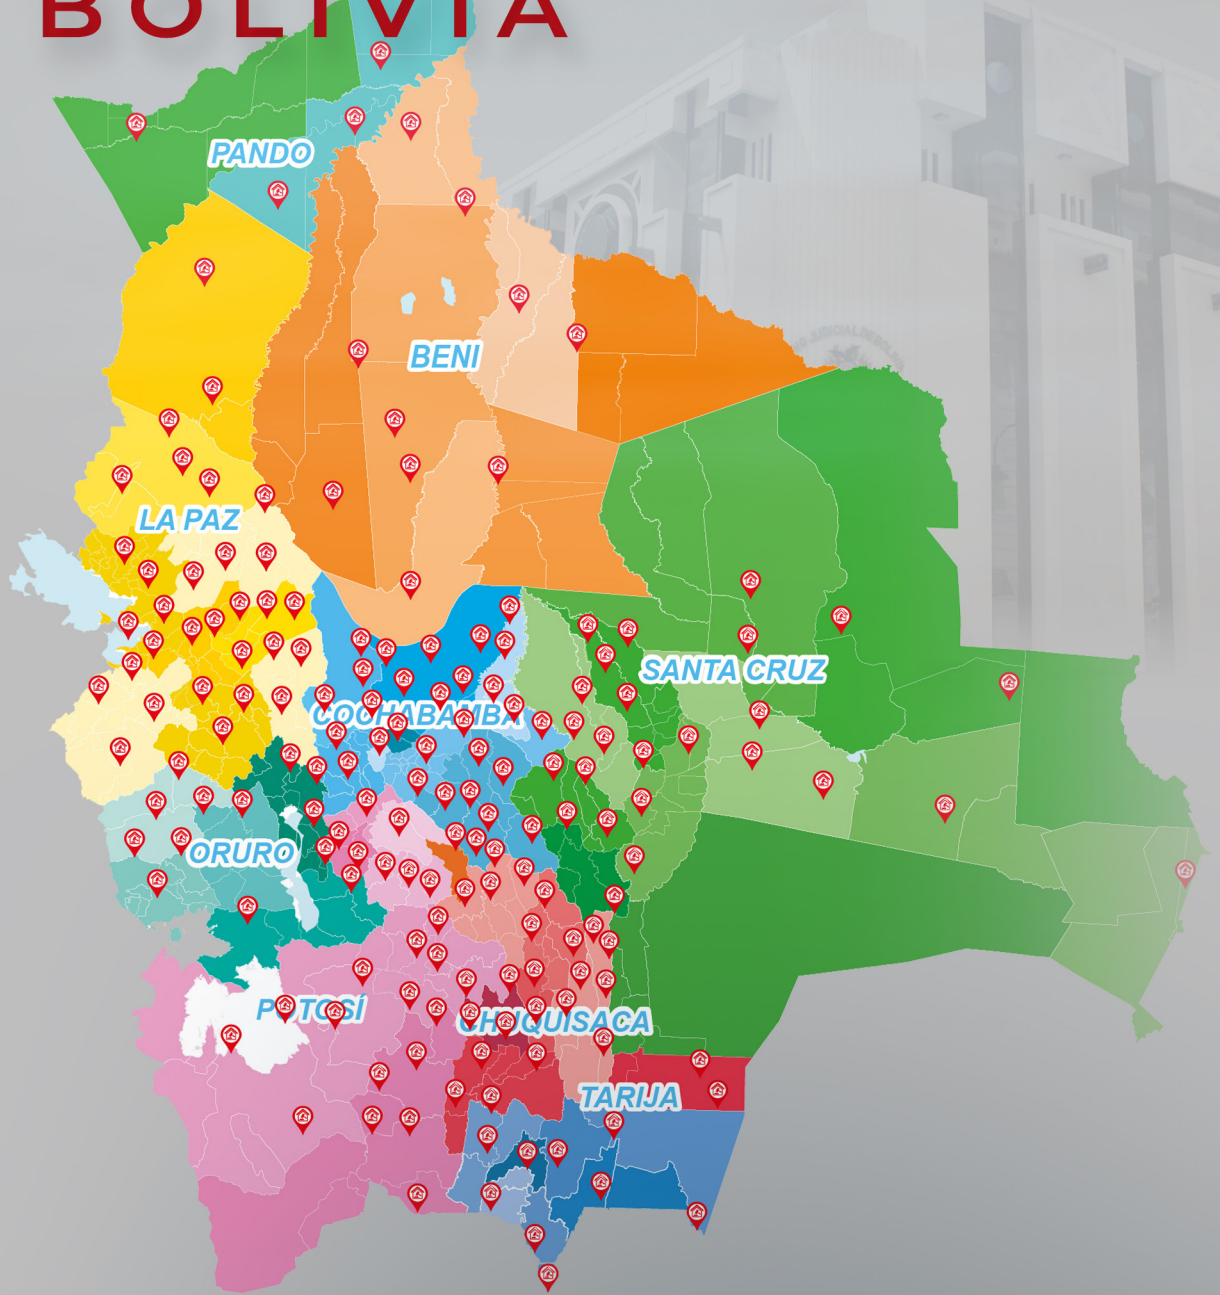 BOLIVIA
PANDO
BENI
LA PAZ
SANTA CRUZ
COCHABAMBA
ORURO
POTOSÍ
CHUQUISACA
TARIJA